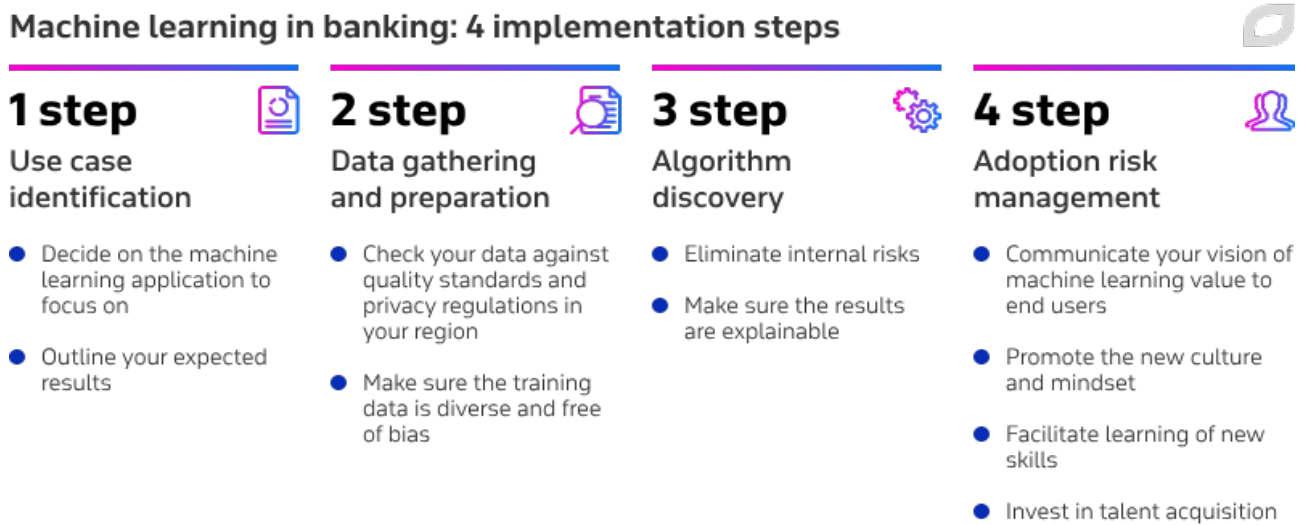 Machine learning in banking: 4 implementation steps
1 step
Use case
identification
Decide on the machine
learning application to
focus on
Outline your expected
results
2 step
Data gathering
and preparation
Check your data against
quality standards and
privacy regulations in
your region
Make sure the training
data is diverse and free
of bias
3 step
Algorithm
discovery
Eliminate internal risks
Make sure the results
are explainable
4 step
Adoption risk
management
Communicate your vision of
machine learning value to
end users
Promote the new culture
and mindset
Facilitate learning of new
skills
Invest in talent acquisition